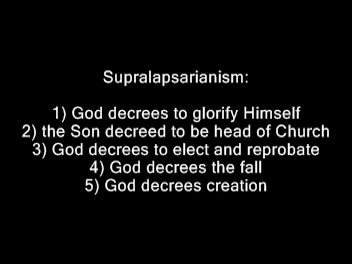 Supralapsarianism:
1) God decrees to glorify Himself
2) the Son decreed to be head of Church
3) God decrees to elect and reprobate
4) God decrees the fall
5) God decrees creation